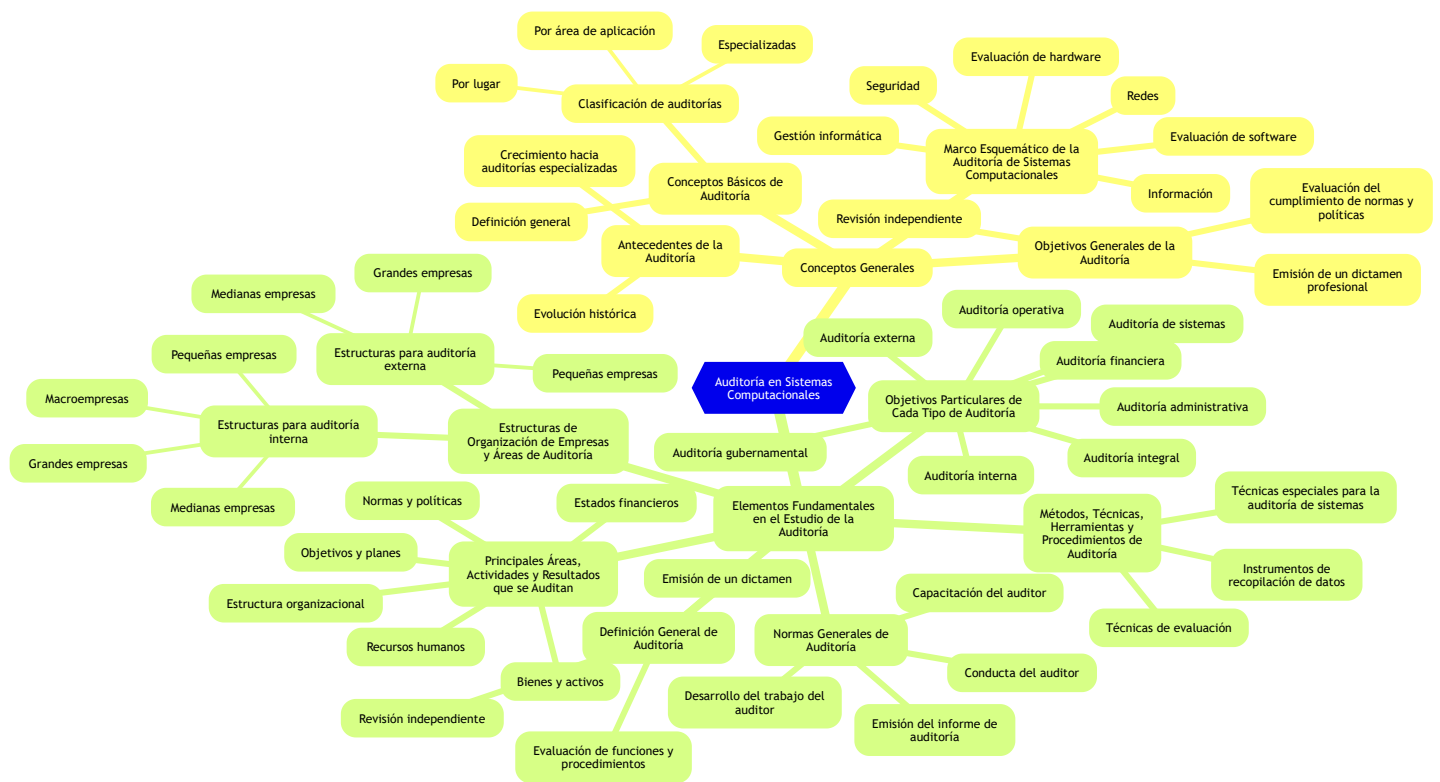 Por área de aplicación
Especializadas
Por lugar
Clasificación de auditorías
Evaluación de hardware
Seguridad
Redes
Gestión informática
Marco Esquemático de la
Auditoría de Sistemas
Computacionales
Evaluación de software
Información
Crecimiento hacia
auditorías especializadas
Conceptos Básicos de
Auditoría
Definición general
Antecedentes de la
Auditoría
Evolución histórica
Revisión independiente
Conceptos Generales
Objetivos Generales de la
Auditoría
Evaluación del
cumplimiento de normas y
políticas
Emisión de un dictamen
profesional
Grandes empresas
Medianas empresas
Estructuras para auditoría
externa
Pequeñas empresas
Pequeñas empresas
Macroempresas
Estructuras para auditoría
interna
Grandes empresas
Medianas empresas
Estructuras de
Organización de Empresas
y Áreas de Auditoría
Auditoría en Sistemas
Computacionales
Auditoría operativa
Auditoría externa
Auditoría de sistemas
Auditoría financiera
Objetivos Particulares de
Cada Tipo de Auditoría
Auditoría administrativa
Auditoría gubernamental
Auditoría interna
Auditoría integral
Normas y políticas
Estados financieros
Objetivos y planes
Principales Áreas,
Actividades y Resultados
que se Auditan
Estructura organizacional
Recursos humanos
Bienes y activos
Elementos Fundamentales
en el Estudio de la
Auditoría
Métodos, Técnicas,
Herramientas y
Procedimientos de
Auditoría
Técnicas especiales para la
auditoría de sistemas
Instrumentos de
recopilación de datos
Técnicas de evaluación
Emisión de un dictamen
Definición General de
Auditoría
Revisión independiente
Evaluación de funciones y
procedimientos
Capacitación del auditor
Normas Generales de
Auditoría
Conducta del auditor
Desarrollo del trabajo del
auditor
Emisión del informe de
auditoría